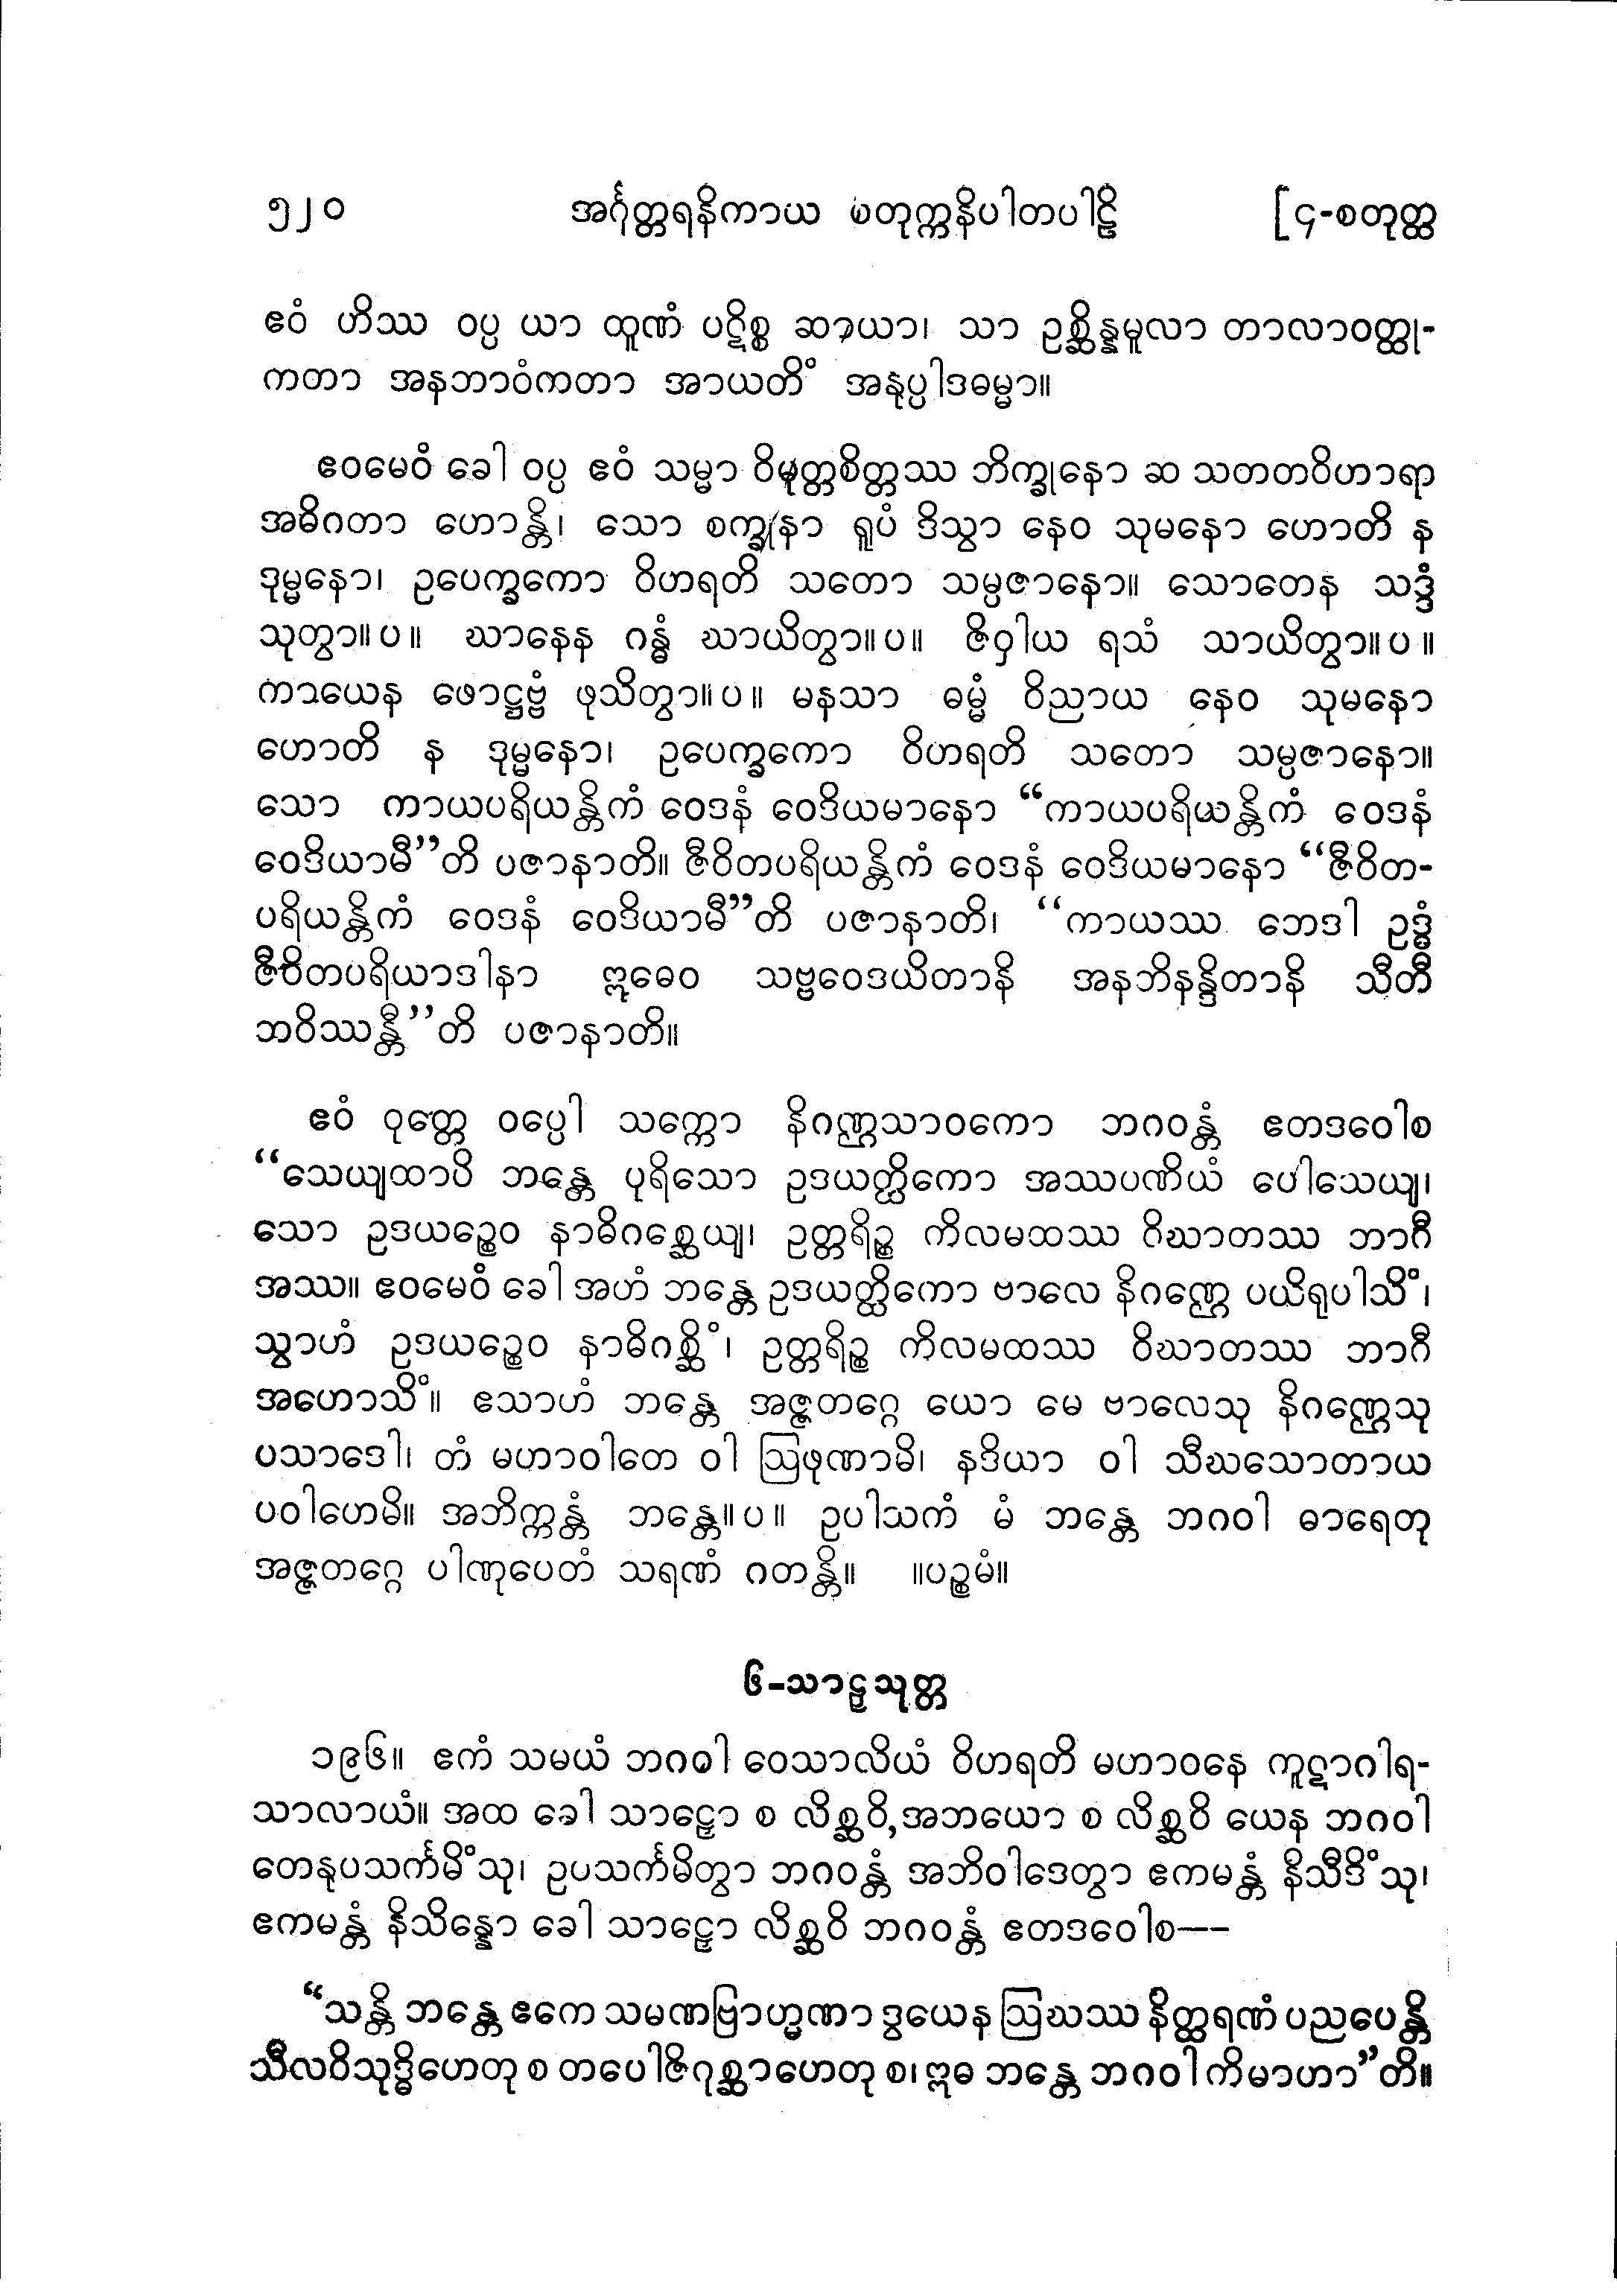 ၅၂၀ အင်္ဂုတ္တရနိကာယ စတုက္ကနိပါတပါဠိ [၄-စတုတ္ထ
ဧဝံ ဟိဿ ဝပ္ပ ယာ ထူဏံ ပဋိစ္စ ဆာယာ၊ သာ ဥစ္ဆိန္နမူလာ တာလာဝတ္ထု-
ကတာ အနဘာဝံကတာ အာယတိံ အနုပ္ပါဒဓမ္မာ။
ဧဝမေဝံ ခေါ ဝပ္ပ ဧဝံ သမ္မာ ဝိမုတ္တစိတ္တဿ ဘိက္ခုနော ဆ သတတဝိဟာရာ
အဓိဂတာ ဟောန္တိ၊ သော စက္ခုနာ ရူပံ ဒိသွာ နေဝ သုမနော ဟောတိ န
ဒုမ္မနော၊ ဥပေက္ခကော ဝိဟရတိ သတော သမ္ပဇာနော။ သောတေန သဒ္ဒံ
သုတွာ။ပ။ ဃာနေန ဂန္ဓံ ဃာယိတွာ။ပ။ ဇိဝှါယ ရသံ သာယိတွာ။ပ။
ကာယေန ဖောဋ္ဌဗ္ဗံ ဖုသိတွာ။ပ။ မနသာ ဓမ္မံ ဝိညာယ နေဝ သုမနော
ဟောတိ န ဒုမ္မနော၊ ဥပေက္ခကော ဝိဟရတိ သတော သမ္ပဇာနော။
သော ကာယပရိယန္တိကံ ဝေဒနံ ဝေဒိယမာနော “ကာယပရိယန္တိကံ ဝေဒနံ
ဝေဒိယာမီ”တိ ပဇာနာတိ။ ဇီဝိတပရိယန္တိကံ ဝေဒနံ ဝေဒိယမာနော “ဇီဝိတ-
ပရိယန္တိကံ ဝေဒနံ ဝေဒိယာမီ”တိ ပဇာနာတိ၊ “ကာယဿ ဘေဒါ ဥဒ္ဓံ
ဇီဝိတပရိယာဒါနာ ဣဓေဝ သဗ္ဗဝေဒယိတာနိ အနဘိနန္ဒိတာနိ သီတီ
ဘဝိဿန္တီ”တိ ပဇာနာတိ။
ဧဝံ ဝုတ္တေ ဝပ္ပေါ သက္ကော နိဂဏ္ဌသာဝကော ဘဂဝန္တံ ဧတဒဝေါစ
“သေယျထာပိ ဘန္တေ ပုရိသော ဥဒယတ္ထိကော အဿပဏိယံ ပေါသေယျ၊
သော ဥဒယဉ္စေဝ နာဓိဂစ္ဆေယျ၊ ဥတ္တရိဉ္စ ကိလမထဿ ဝိဃာတဿ ဘာဂီ
အဿ။ ဧဝမေဝံ ခေါ အဟံ ဘန္တေ ဥဒယတ္ထိကော ဗာလေ နိဂဏ္ဌေ ပယိရုပါသိံ၊
သွာဟံ ဥဒယဉ္စေဝ နာဓိဂစ္ဆိံ၊ ဥတ္တရိဉ္စ ကိလမထဿ ဝိဃာတဿ ဘာဂီ
အဟောသိံ။ ဧသာဟံ ဘန္တေ အဇ္ဇတဂ္ဂေ ယော မေ ဗာလေသု နိဂဏ္ဌေသု
ပသာဒေါ၊ တံ မဟာဝါတေ ဝါ ဩဖုဏာမိ၊ နဒိယာ ဝါ သီဃသောတာယ
ပဝါဟေမိ။ အဘိက္ကန္တံ ဘန္တေ။ပ။ ဥပါသကံ မံ ဘန္တေ ဘဂဝါ ဓာရေတု
အဇ္ဇတဂ္ဂေ ပါဏုပေတံ သရဏံ ဂတန္တိ။ ။ပဉ္စမံ။
၆-သာဠှသုတ္တ
၁၉၆။ ဧကံ သမယံ ဘဂဝါ ဝေသာလိယံ ဝိဟရတိ မဟာဝနေ ကူဋာဂါရ-
သာလာယံ။ အထ ခေါ သာဠှော စ လိစ္ဆဝိ,အဘယော စ လိစ္ဆဝိ ယေန ဘဂဝါ
တေနုပသင်္ကမိံသု၊ ဥပသင်္ကမိတွာ ဘဂဝန္တံ အဘိဝါဒေတွာ ဧကမန္တံ နိသီဒိံသု၊
ဧကမန္တံ နိသိန္နော ခေါ သာဠှော လိစ္ဆဝိ ဘဂဝန္တံ ဧတဒဝေါစ––
“သန္တိ ဘန္တေ ဧကေ သမဏဗြာဟ္မဏာ ဒွယေန ဩဃဿ နိတ္ထရဏံ ပညပေန္တိ
သီလဝိသုဒ္ဓိဟေတု စ တပေါဇိဂုစ္ဆာဟေတု စ၊ ဣဓ ဘန္တေ ဘဂဝါ ကိမာဟာ”တိ။